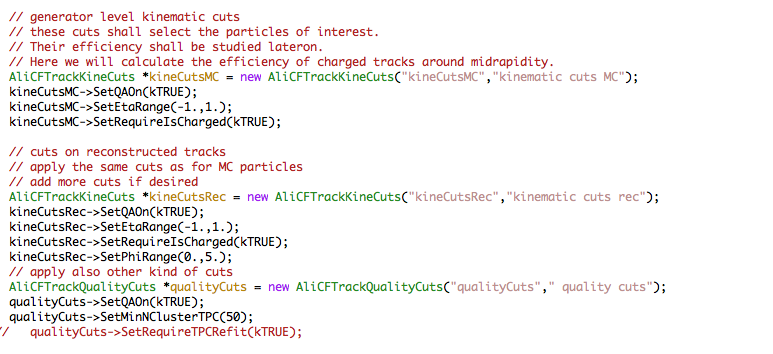 // generator level kinematic cuts
// these cuts shall select the particles of interest.
// Their efficiency shall be studied lateron.
// Here we will calculate the efficiency of charged tracks around midrapidity.
AliCFTrackKineCuts *kineCutsMC = new AliCFTrackKineCuts("kineCutsMC","kinematic cuts MC");
kineCutsMC->SetQAOn(kTRUE);
kineCutsMC->SetEtaRange(-1.,1.);
kineCutsMC->SetRequireIsCharged(kTRUE);

// cuts on reconstructed tracks
// apply the same cuts as for MC particles
// add more cuts if desired
AliCFTrackKineCuts *kineCutsRec = new AliCFTrackKineCuts("kineCutsRec","kinematic cuts rec");
kineCutsRec->SetQAOn(kTRUE);
kineCutsRec->SetEtaRange(-1.,1.);
kineCutsRec->SetRequireIsCharged(kTRUE);
kineCutsRec->SetPhiRange(0.,5.);
// apply also other kind of cuts
AliCFTrackQualityCuts *qualityCuts = new AliCFTrackQualityCuts("qualityCuts"," quality cuts");
qualityCuts->SetQAOn(kTRUE);
qualityCuts->SetMinNClusterTPC(50);
//   qualityCuts->SetRequireTPCRefit(kTRUE);